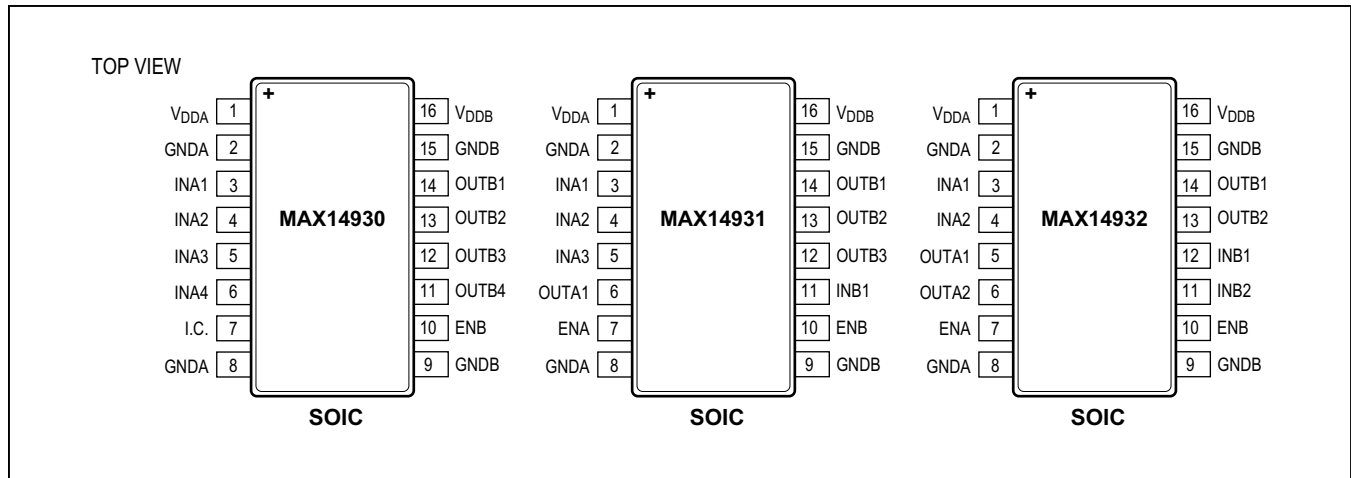 TOP VIEW
VDDA 1 + 16 VDDB
GNDA 2 15 GNDB
INA1 3 14 OUTB1
INA2 4 MAX14930 13 OUTB2
INA3 5 12 OUTB3
INA4 6 11 OUTB4
I.C. 7 10 ENB
GNDA 8 9 GNDB
SOIC
VDDA 1 + 16 VDDB
GNDA 2 15 GNDB
INA1 3 14 OUTB1
INA2 4 MAX14931 13 OUTB2
INA3 5 12 OUTB3
OUTA1 6 11 INB1
ENA 7 10 ENB
GNDA 8 9 GNDB
SOIC
VDDA 1 + 16 VDDB
GNDA 2 15 GNDB
INA1 3 14 OUTB1
INA2 4 MAX14932 13 OUTB2
OUTA1 5 12 INB1
OUTA2 6 11 INB2
ENA 7 10 ENB
GNDA 8 9 GNDB
SOIC